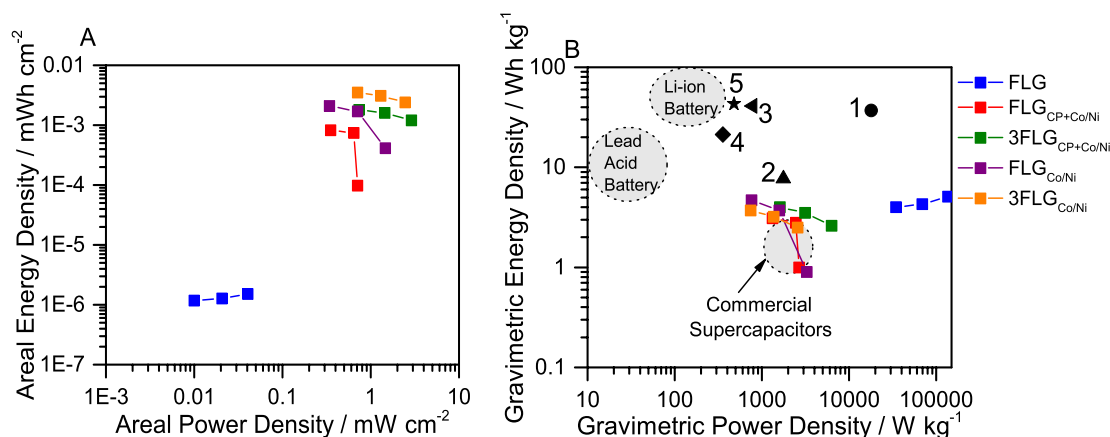 A
Areal Energy Density / mWh cm-2
0.01
1E-3
1E-4
1E-5
1E-6
1E-7
1E-3
0.01
0.1
1
10
Areal Power Density / mW cm-2
B
Gravimetric Energy Density / Wh kg-1
100
10
1
0.1
10
100
1000
10000
100000
Gravimetric Power Density / W kg-1
Li-ion
Battery
Lead
Acid
Battery
5
3
4
1
2
Commercial
Supercapacitors
FLG
FLGCP+Co/Ni
3FLGCP+Co/Ni
FLGCo/Ni
3FLGCo/Ni